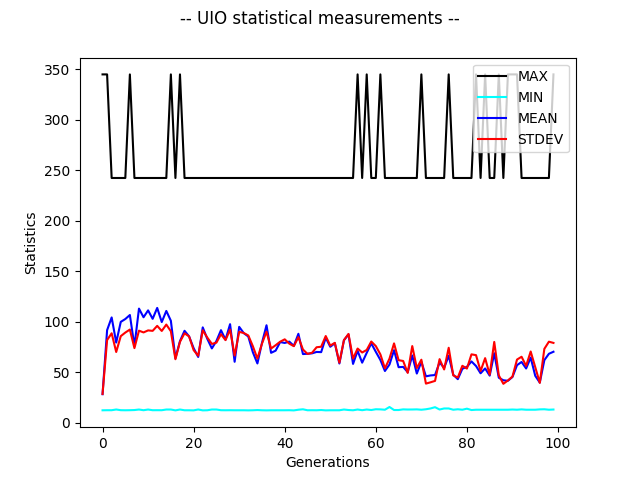 -- UIO statistical measurements --
350
300
250
200
150
100
50
0
Statistics
MAX
MIN
MEAN
STDEV
0 20 40 60 80 100
Generations